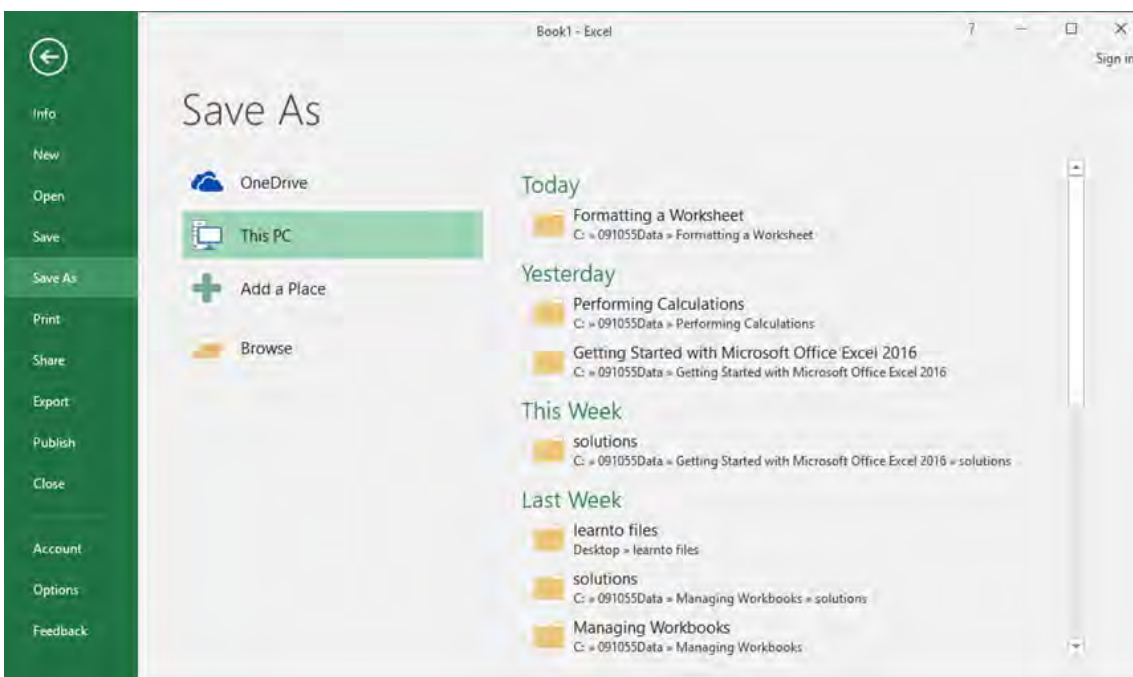 Book1 - Excel
?
Sign in
Info
New
Open
Save
Save As
Print
Share
Export
Publish
Close
Account
Options
Feedback
Save As
OneDrive
This PC
Add a Place
Browse
Today
Formatting a Worksheet
C: » 091055Data » Formatting a Worksheet
Yesterday
Performing Calculations
C: » 091055Data » Performing Calculations
Getting Started with Microsoft Office Excel 2016
C: » 091055Data » Getting Started with Microsoft Office Excel 2016
This Week
solutions
C: » 091055Data » Getting Started with Microsoft Office Excel 2016 » solutions
Last Week
learnto files
Desktop » learnto files
solutions
C: » 091055Data » Managing Workbooks » solutions
Managing Workbooks
C: » 091055Data » Managing Workbooks